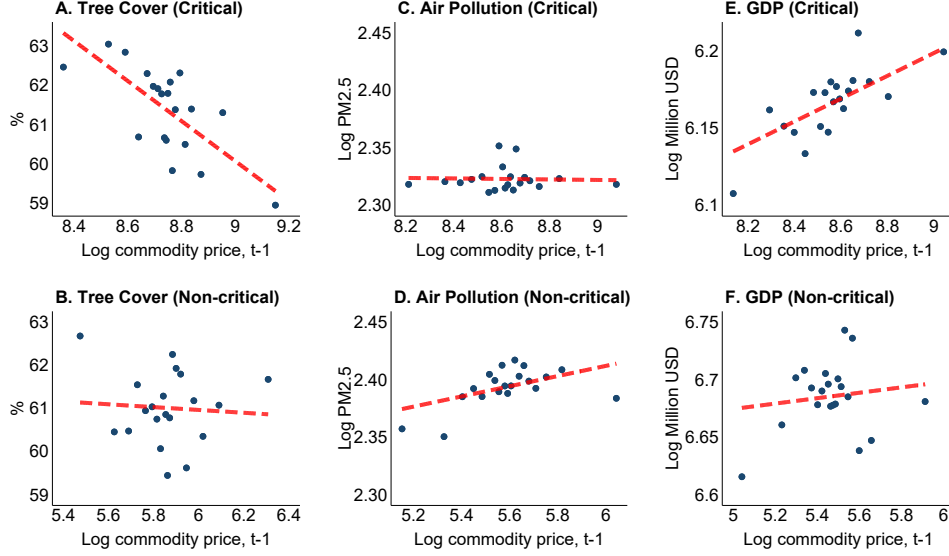 A. Tree Cover (Critical)
%
63
62
61
60
59
8.4 8.6 8.8 9 9.2
Log commodity price, t-1
C. Air Pollution (Critical)
Log PM2.5
2.45
2.40
2.35
2.30
8.2 8.4 8.6 8.8 9
Log commodity price, t-1
E. GDP (Critical)
Log Million USD
6.2
6.15
6.1
8.2 8.4 8.6 8.8 9
Log commodity price, t-1
B. Tree Cover (Non-critical)
%
63
62
61
60
59
5.4 5.6 5.8 6 6.2 6.4
Log commodity price, t-1
D. Air Pollution (Non-critical)
Log PM2.5
2.45
2.40
2.35
2.30
5.2 5.4 5.6 5.8 6
Log commodity price, t-1
F. GDP (Non-critical)
Log Million USD
6.75
6.7
6.65
6.6
5 5.2 5.4 5.6 5.8 6
Log commodity price, t-1